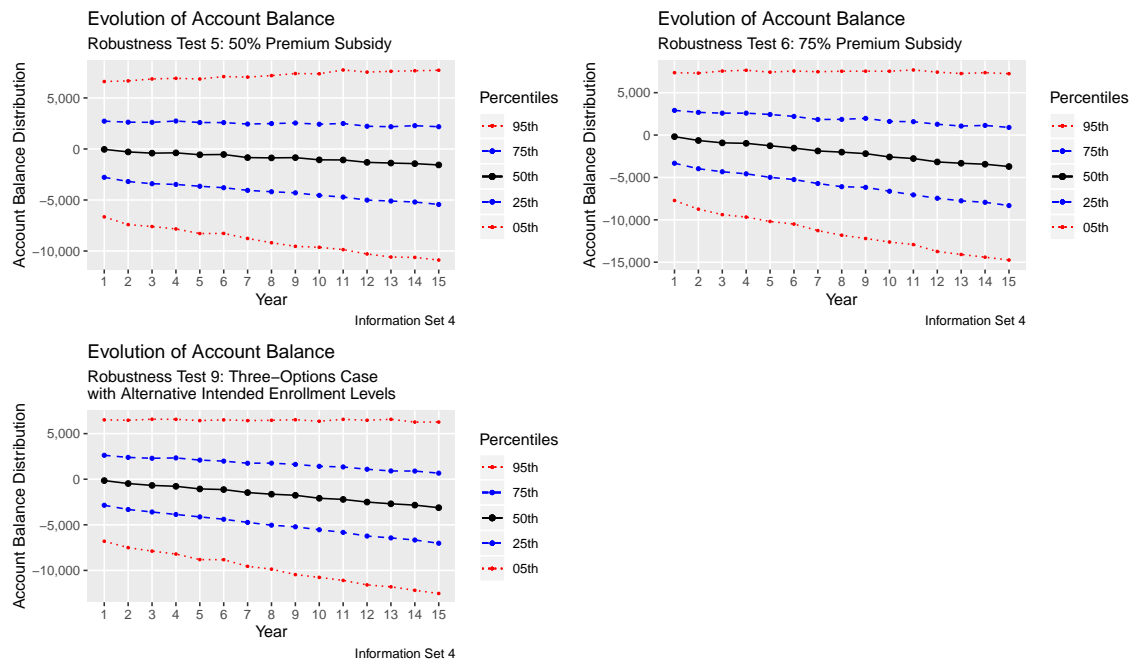 Evolution of Account Balance
Robustness Test 5: 50% Premium Subsidy
Account Balance Distribution
5,000
0
−5,000
−10,000
1 2 3 4 5 6 7 8 9 10 11 12 13 14 15
Year
Percentiles
95th
75th
50th
25th
05th
Information Set 4
Evolution of Account Balance
Robustness Test 6: 75% Premium Subsidy
Account Balance Distribution
5,000
0
−5,000
−10,000
−15,000
1 2 3 4 5 6 7 8 9 10 11 12 13 14 15
Year
Percentiles
95th
75th
50th
25th
05th
Information Set 4
Evolution of Account Balance
Robustness Test 9: Three−Options Case
with Alternative Intended Enrollment Levels
Account Balance Distribution
5,000
0
−5,000
−10,000
1 2 3 4 5 6 7 8 9 10 11 12 13 14 15
Year
Percentiles
95th
75th
50th
25th
05th
Information Set 4